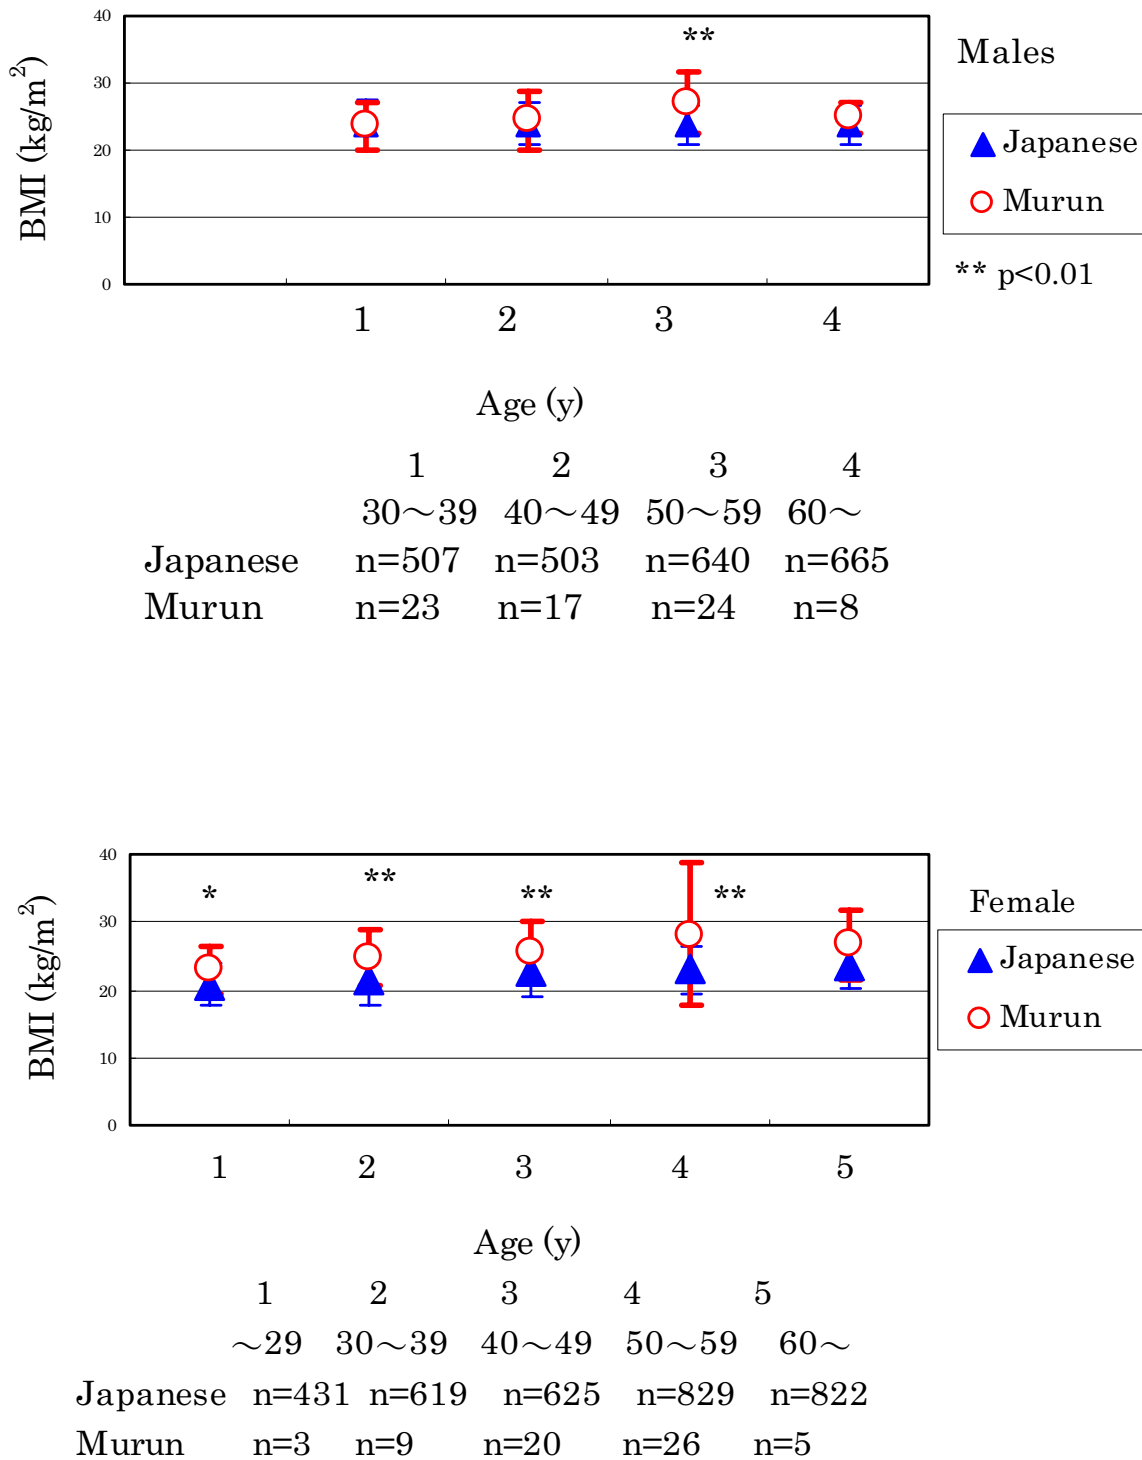 40
**
Males
30
BMI (kg/m2)
Japanese
20
Murun
10
** p<0.01
0
1 2 3 4
Age (y)
1 2 3 4
30～39 40～49 50～59 60～
Japanese n=507 n=503 n=640 n=665
Murun n=23 n=17 n=24 n=8
40
* ** ** **
Female
30
BMI (kg/m2)
Japanese
20
Murun
10
0
1 2 3 4 5
Age (y)
1 2 3 4 5
～29 30～39 40～49 50～59 60～
Japanese n=431 n=619 n=625 n=829 n=822
Murun n=3 n=9 n=20 n=26 n=5